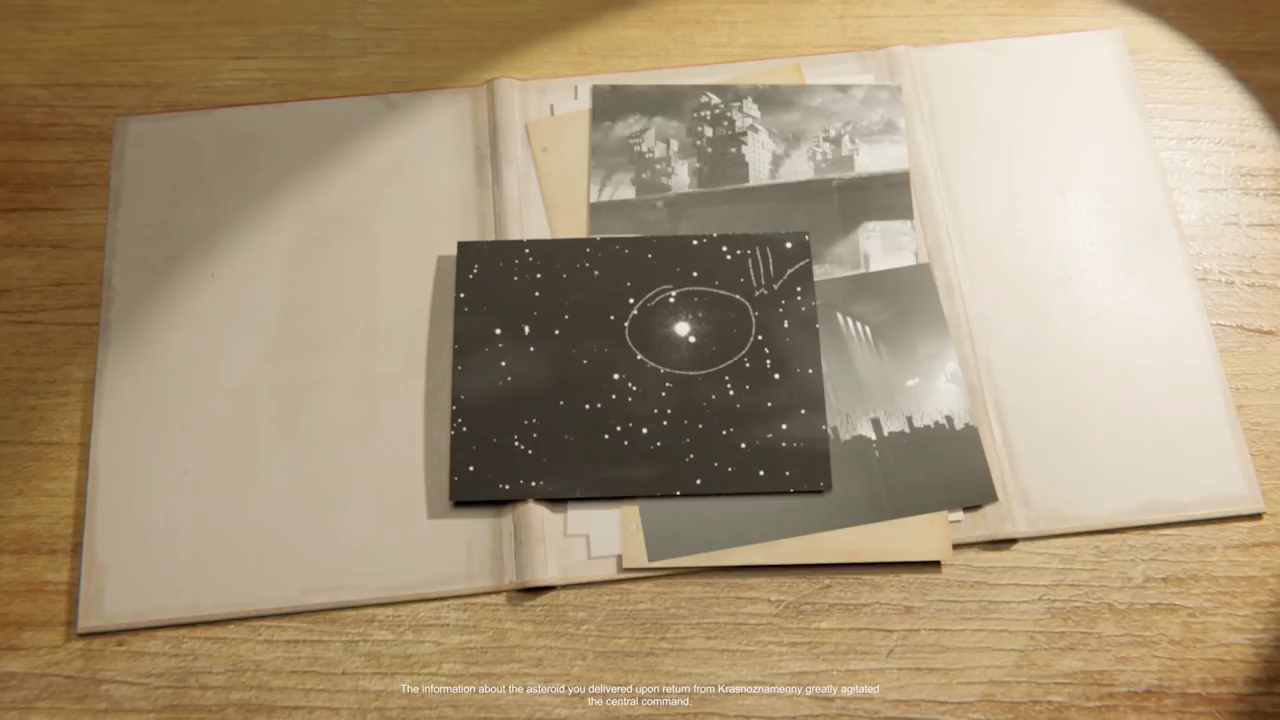 The information about the asteroid you delivered upon return from Krasnoznamenny greatly agitated
the central command.